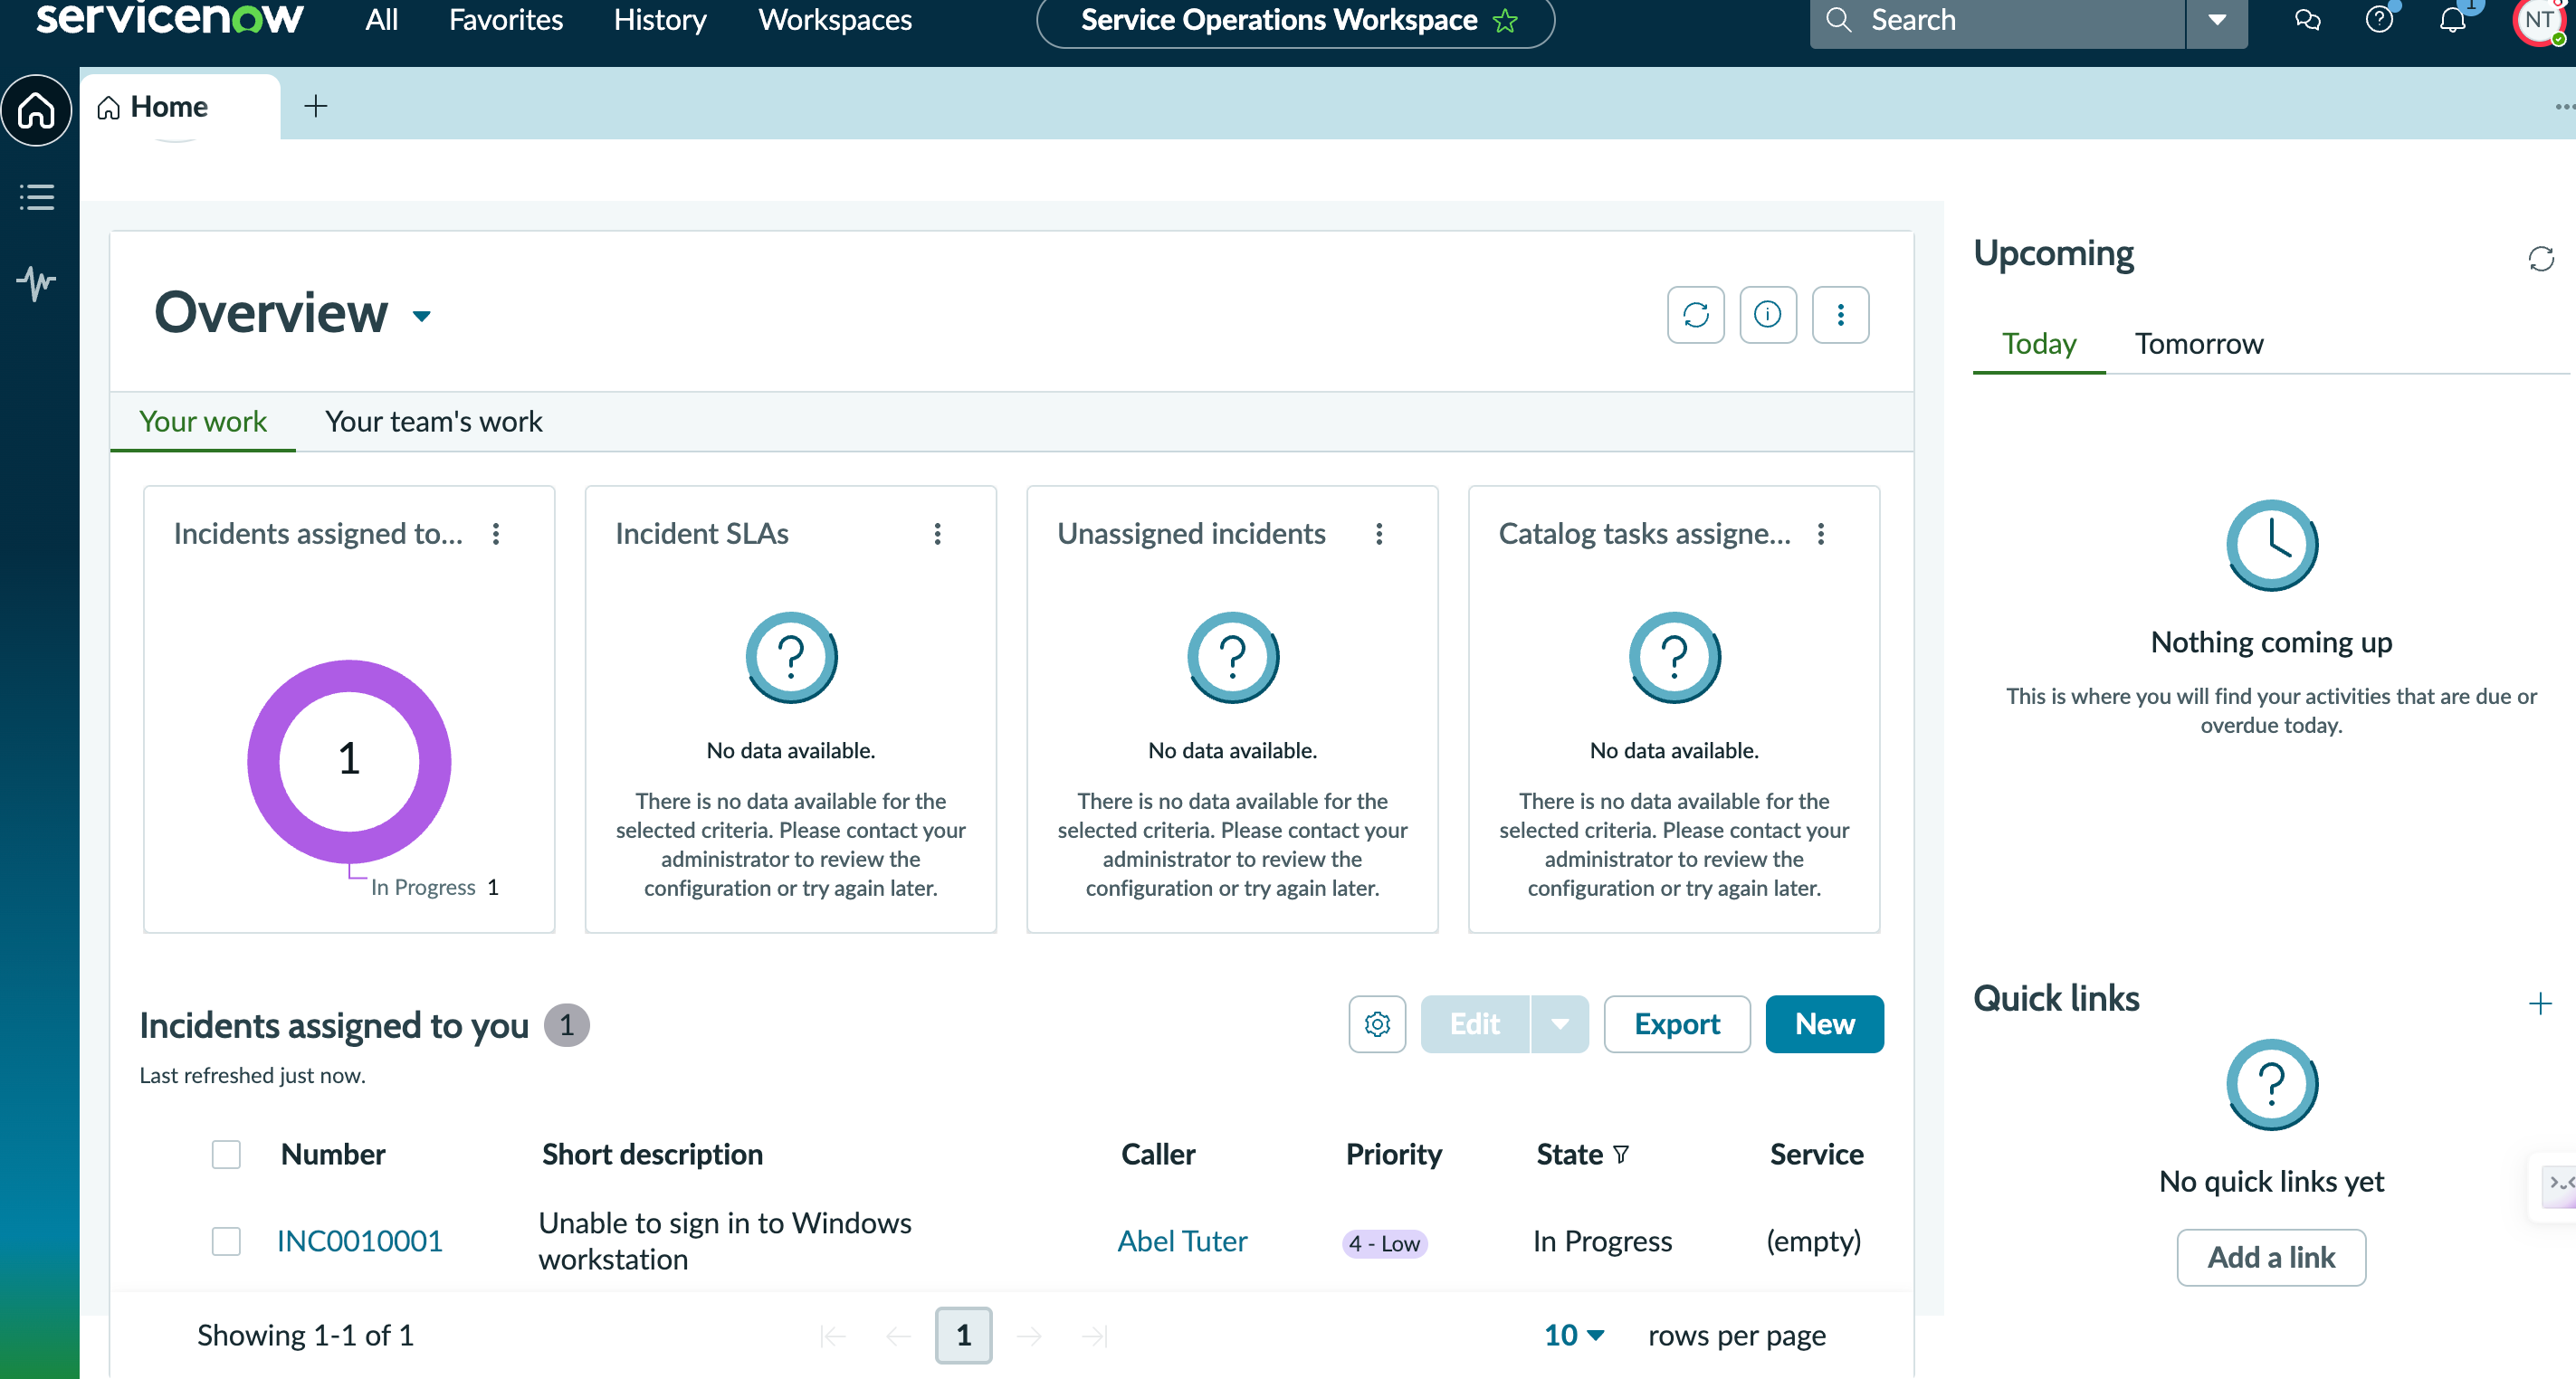 servicenow All Favorites History Workspaces Service Operations Workspace Search 1 NT
Home
Overview
Your work Your team's work
Incidents assigned to...
1
In Progress 1
Incident SLAs
No data available.
There is no data available for the
selected criteria. Please contact your
administrator to review the
configuration or try again later.
Unassigned incidents
No data available.
There is no data available for the
selected criteria. Please contact your
administrator to review the
configuration or try again later.
Catalog tasks assigne...
No data available.
There is no data available for the
selected criteria. Please contact your
administrator to review the
configuration or try again later.
Incidents assigned to you 1
Last refreshed just now.
Edit Export New
Number Short description Caller Priority State Service
INC0010001 Unable to sign in to Windows
workstation Abel Tuter 4 - Low In Progress (empty)
Showing 1-1 of 1 1 10 rows per page
Upcoming
Today Tomorrow
Nothing coming up
This is where you will find your activities that are due or
overdue today.
Quick links
No quick links yet
Add a link